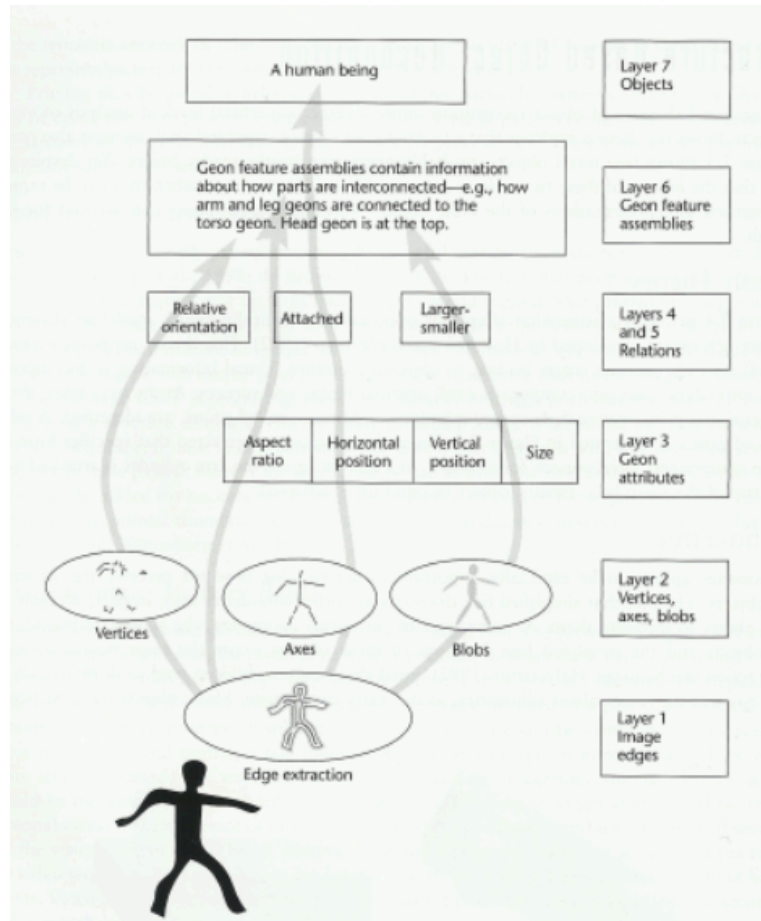 A human being
Layer 7
Objects
Geon feature assemblies contain information
about how parts are interconnected—e.g., how
arm and leg geons are connected to the
torso geon. Head geon is at the top.
Layer 6
Geon feature
assemblies
Relative
orientation
Attached
Larger-
smaller
Layers 4
and 5
Relations
Aspect
ratio
Horizontal
position
Vertical
position
Size
Layer 3
Geon
attributes
Vertices
Axes
Blobs
Layer 2
Vertices,
axes, blobs
Edge extraction
Layer 1
Image
edges